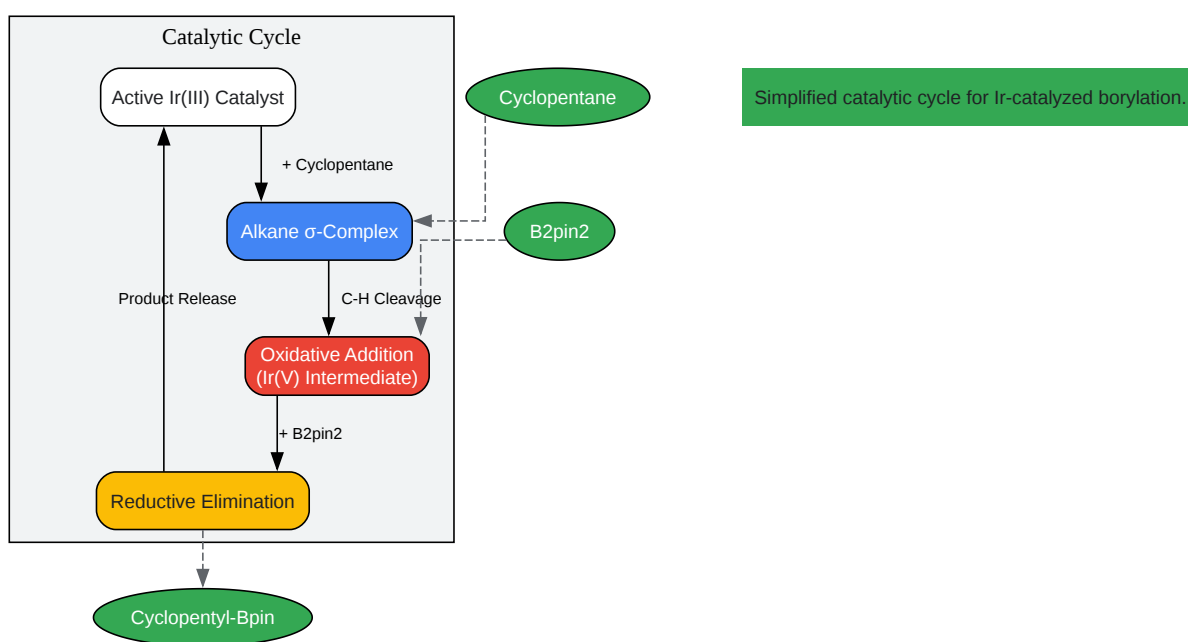 Catalytic Cycle
Active Ir(III) Catalyst
Cyclopentane
Simplified catalytic cycle for Ir-catalyzed borylation.
+ Cyclopentane
Alkane σ-Complex
B2pin2
Product Release
C-H Cleavage
Oxidative Addition
(Ir(V) Intermediate)
+ B2pin2
Reductive Elimination
Cyclopentyl-Bpin